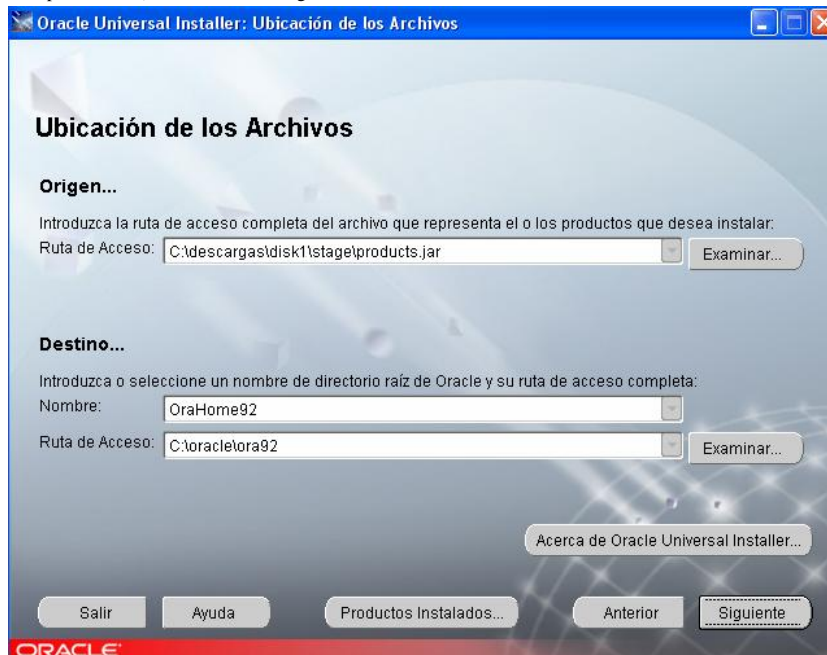 Oracle Universal Installer: Ubicación de los Archivos
Ubicación de los Archivos
Origen...
Introduzca la ruta de acceso completa del archivo que representa el o los productos que desea instalar:
Ruta de Acceso: C:\descargas\disk1\stage\products.jar Examinar...
Destino...
Introduzca o seleccione un nombre de directorio raíz de Oracle y su ruta de acceso completa:
Nombre: OraHome92
Ruta de Acceso: C:\oracle\ora92 Examinar...
Acerca de Oracle Universal Installer...
Salir Ayuda Productos Instalados... Anterior Siguiente
ORACLE